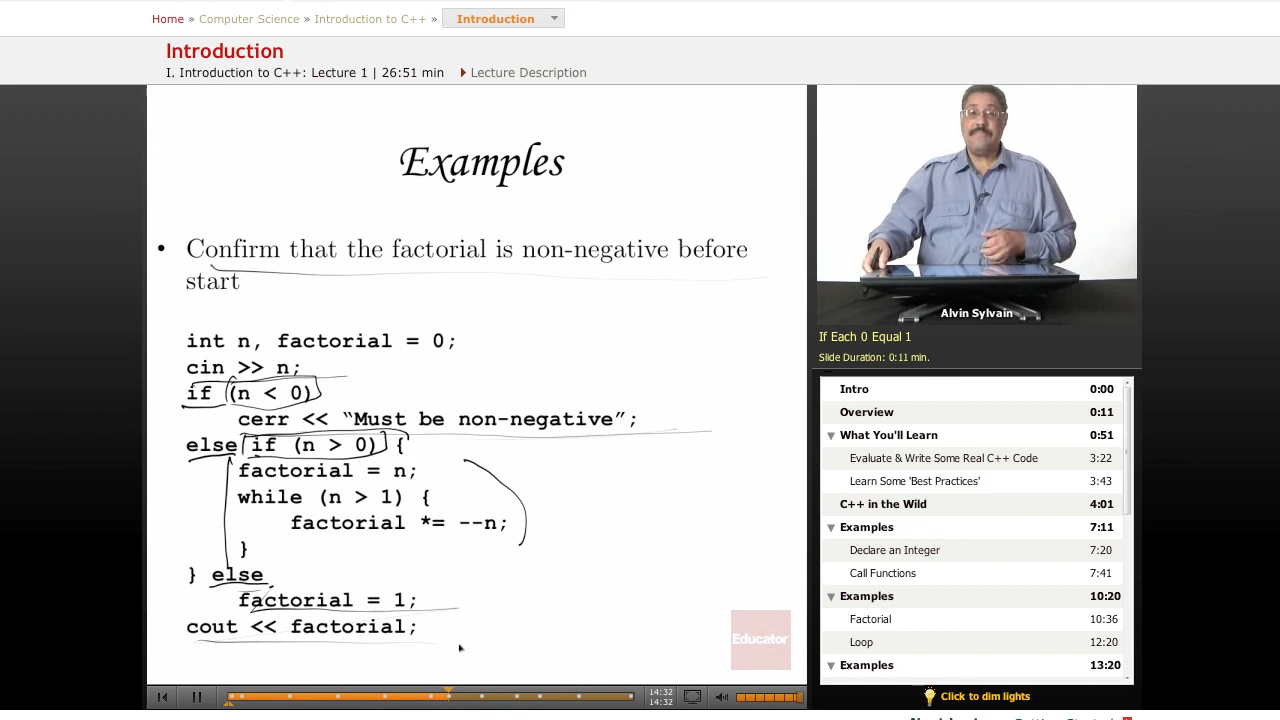 Home » Computer Science » Introduction to C++ » Introduction
Introduction
I. Introduction to C++: Lecture 1 | 26:51 min Lecture Description
Examples
• Confirm that the factorial is non-negative before
start
int n, factorial = 0;
cin >> n;
if (n < 0)
cerr << “Must be non-negative”;
else if (n > 0) {
factorial = n;
while (n > 1) {
factorial *= --n;
}
} else
factorial = 1;
cout << factorial;
Educator
14:32
14:32
Alvin Sylvain
If Each 0 Equal 1
Slide Duration: 0:11 min.
Intro 0:00
Overview 0:11
What You'll Learn 0:51
Evaluate & Write Some Real C++ Code 3:22
Learn Some 'Best Practices' 3:43
C++ in the Wild 4:01
Examples 7:11
Declare an Integer 7:20
Call Functions 7:41
Examples 10:20
Factorial 10:36
Loop 12:20
Examples 13:20
Click to dim lights